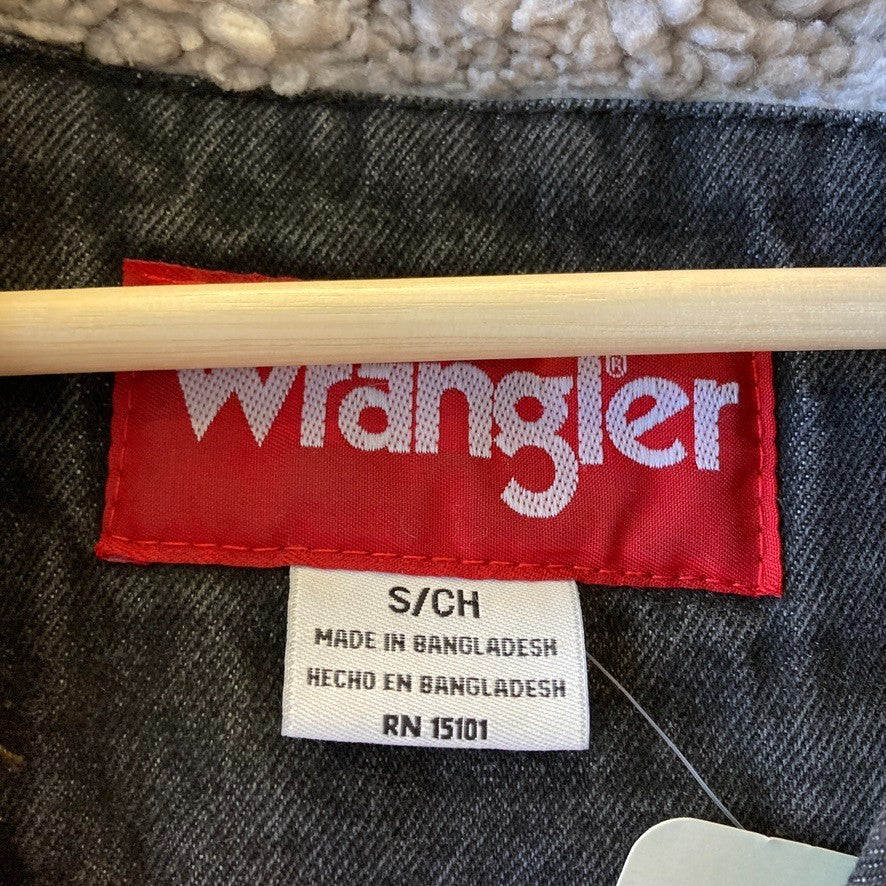 Wrangler®
S/CH
MADE IN BANGLADESH
HECHO EN BANGLADESH
RN 15101